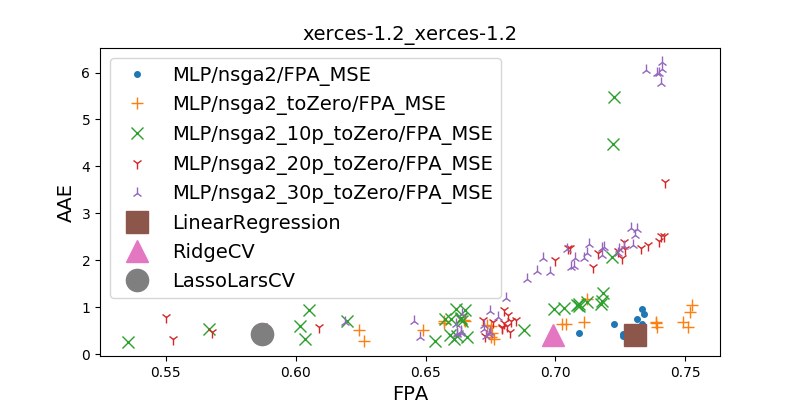 xerces-1.2_xerces-1.2
AAE
6
5
4
3
2
1
0
MLP/nsga2/FPA_MSE
MLP/nsga2_toZero/FPA_MSE
MLP/nsga2_10p_toZero/FPA_MSE
MLP/nsga2_20p_toZero/FPA_MSE
MLP/nsga2_30p_toZero/FPA_MSE
LinearRegression
RidgeCV
LassoLarsCV
0.55 0.60 0.65 0.70 0.75
FPA